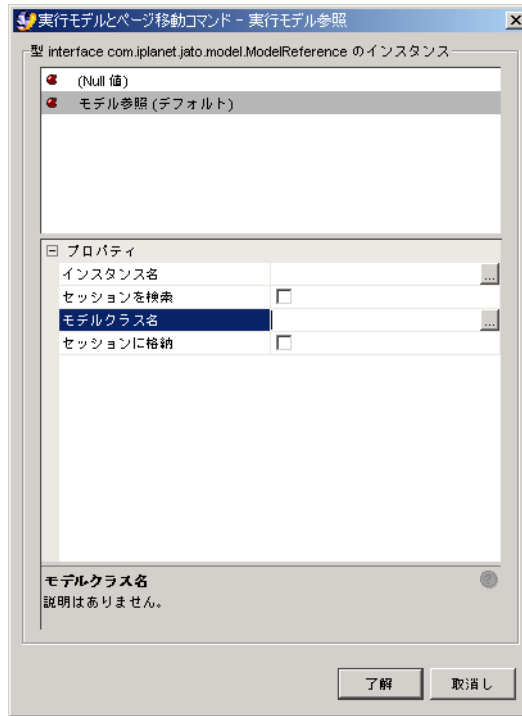 実行モデルとページ移動コマンド - 実行モデル参照
型 interface com.iplanet.jato.model.ModelReference のインスタンス
(Null 値)
モデル参照 (デフォルト)
プロパティ
インスタンス名
...
セッションを検索
モデルクラス名
...
セッションに格納
モデルクラス名
?
説明はありません。
了解
取消し